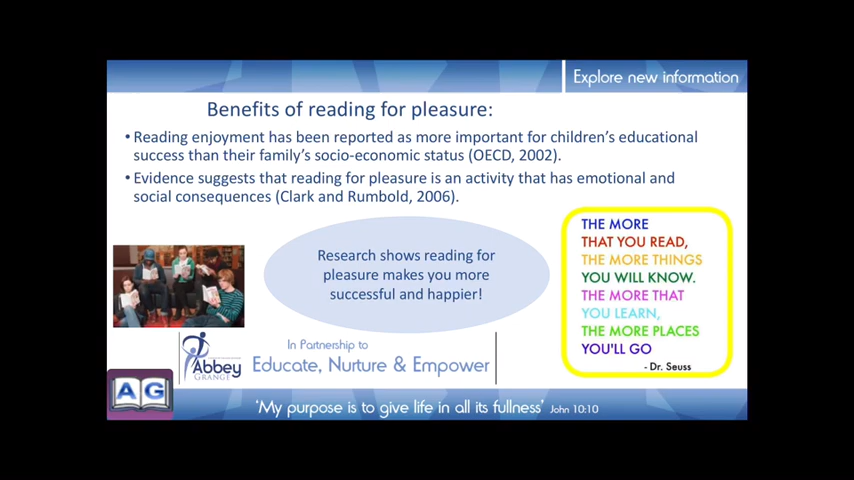 Explore new information
Benefits of reading for pleasure:
• Reading enjoyment has been reported as more important for children’s educational
success than their family’s socio-economic status (OECD, 2002).
• Evidence suggests that reading for pleasure is an activity that has emotional and
social consequences (Clark and Rumbold, 2006).
Research shows reading for
pleasure makes you more
successful and happier!
THE MORE
THAT YOU READ,
THE MORE THINGS
YOU WILL KNOW.
THE MORE THAT
YOU LEARN,
THE MORE PLACES
YOU'LL GO
- Dr. Seuss
Abbey
GRANGE
In Partnership to
Educate, Nurture & Empower
AG
‘My purpose is to give life in all its fullness’ John 10:10